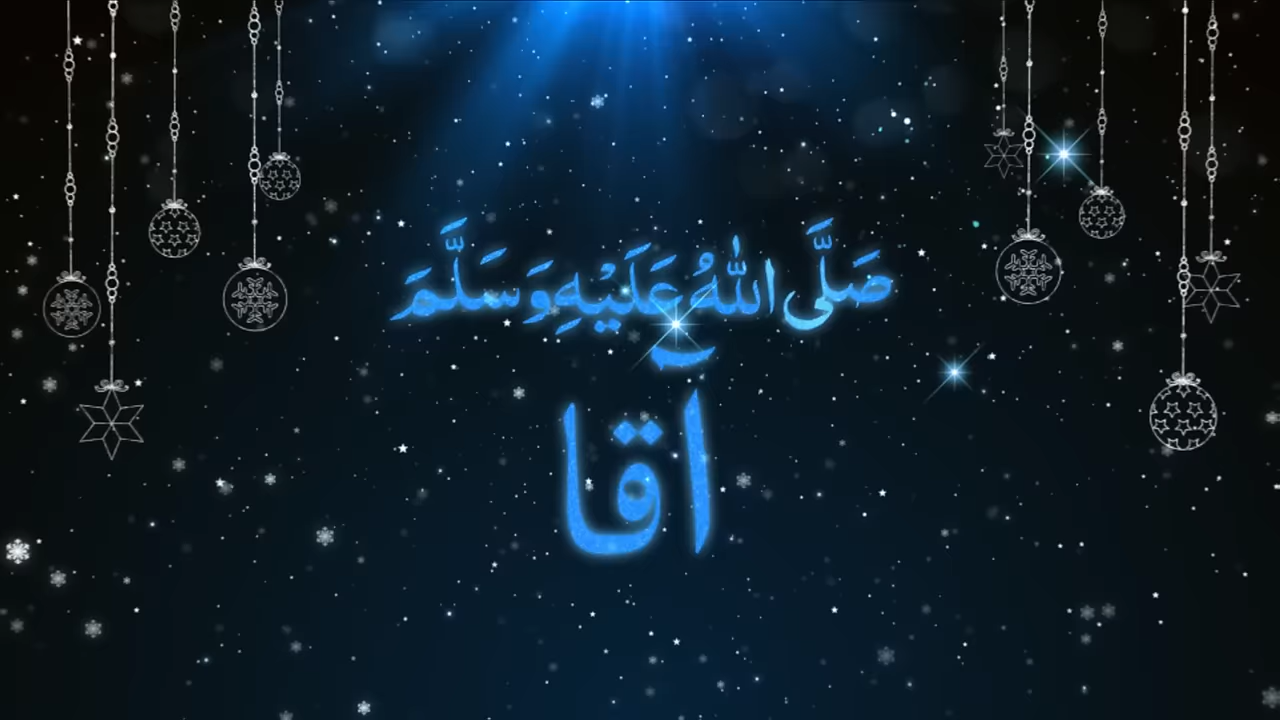 صَلَّى اللهُ عَلَيْهِ وَسَلَّمَ
آقا